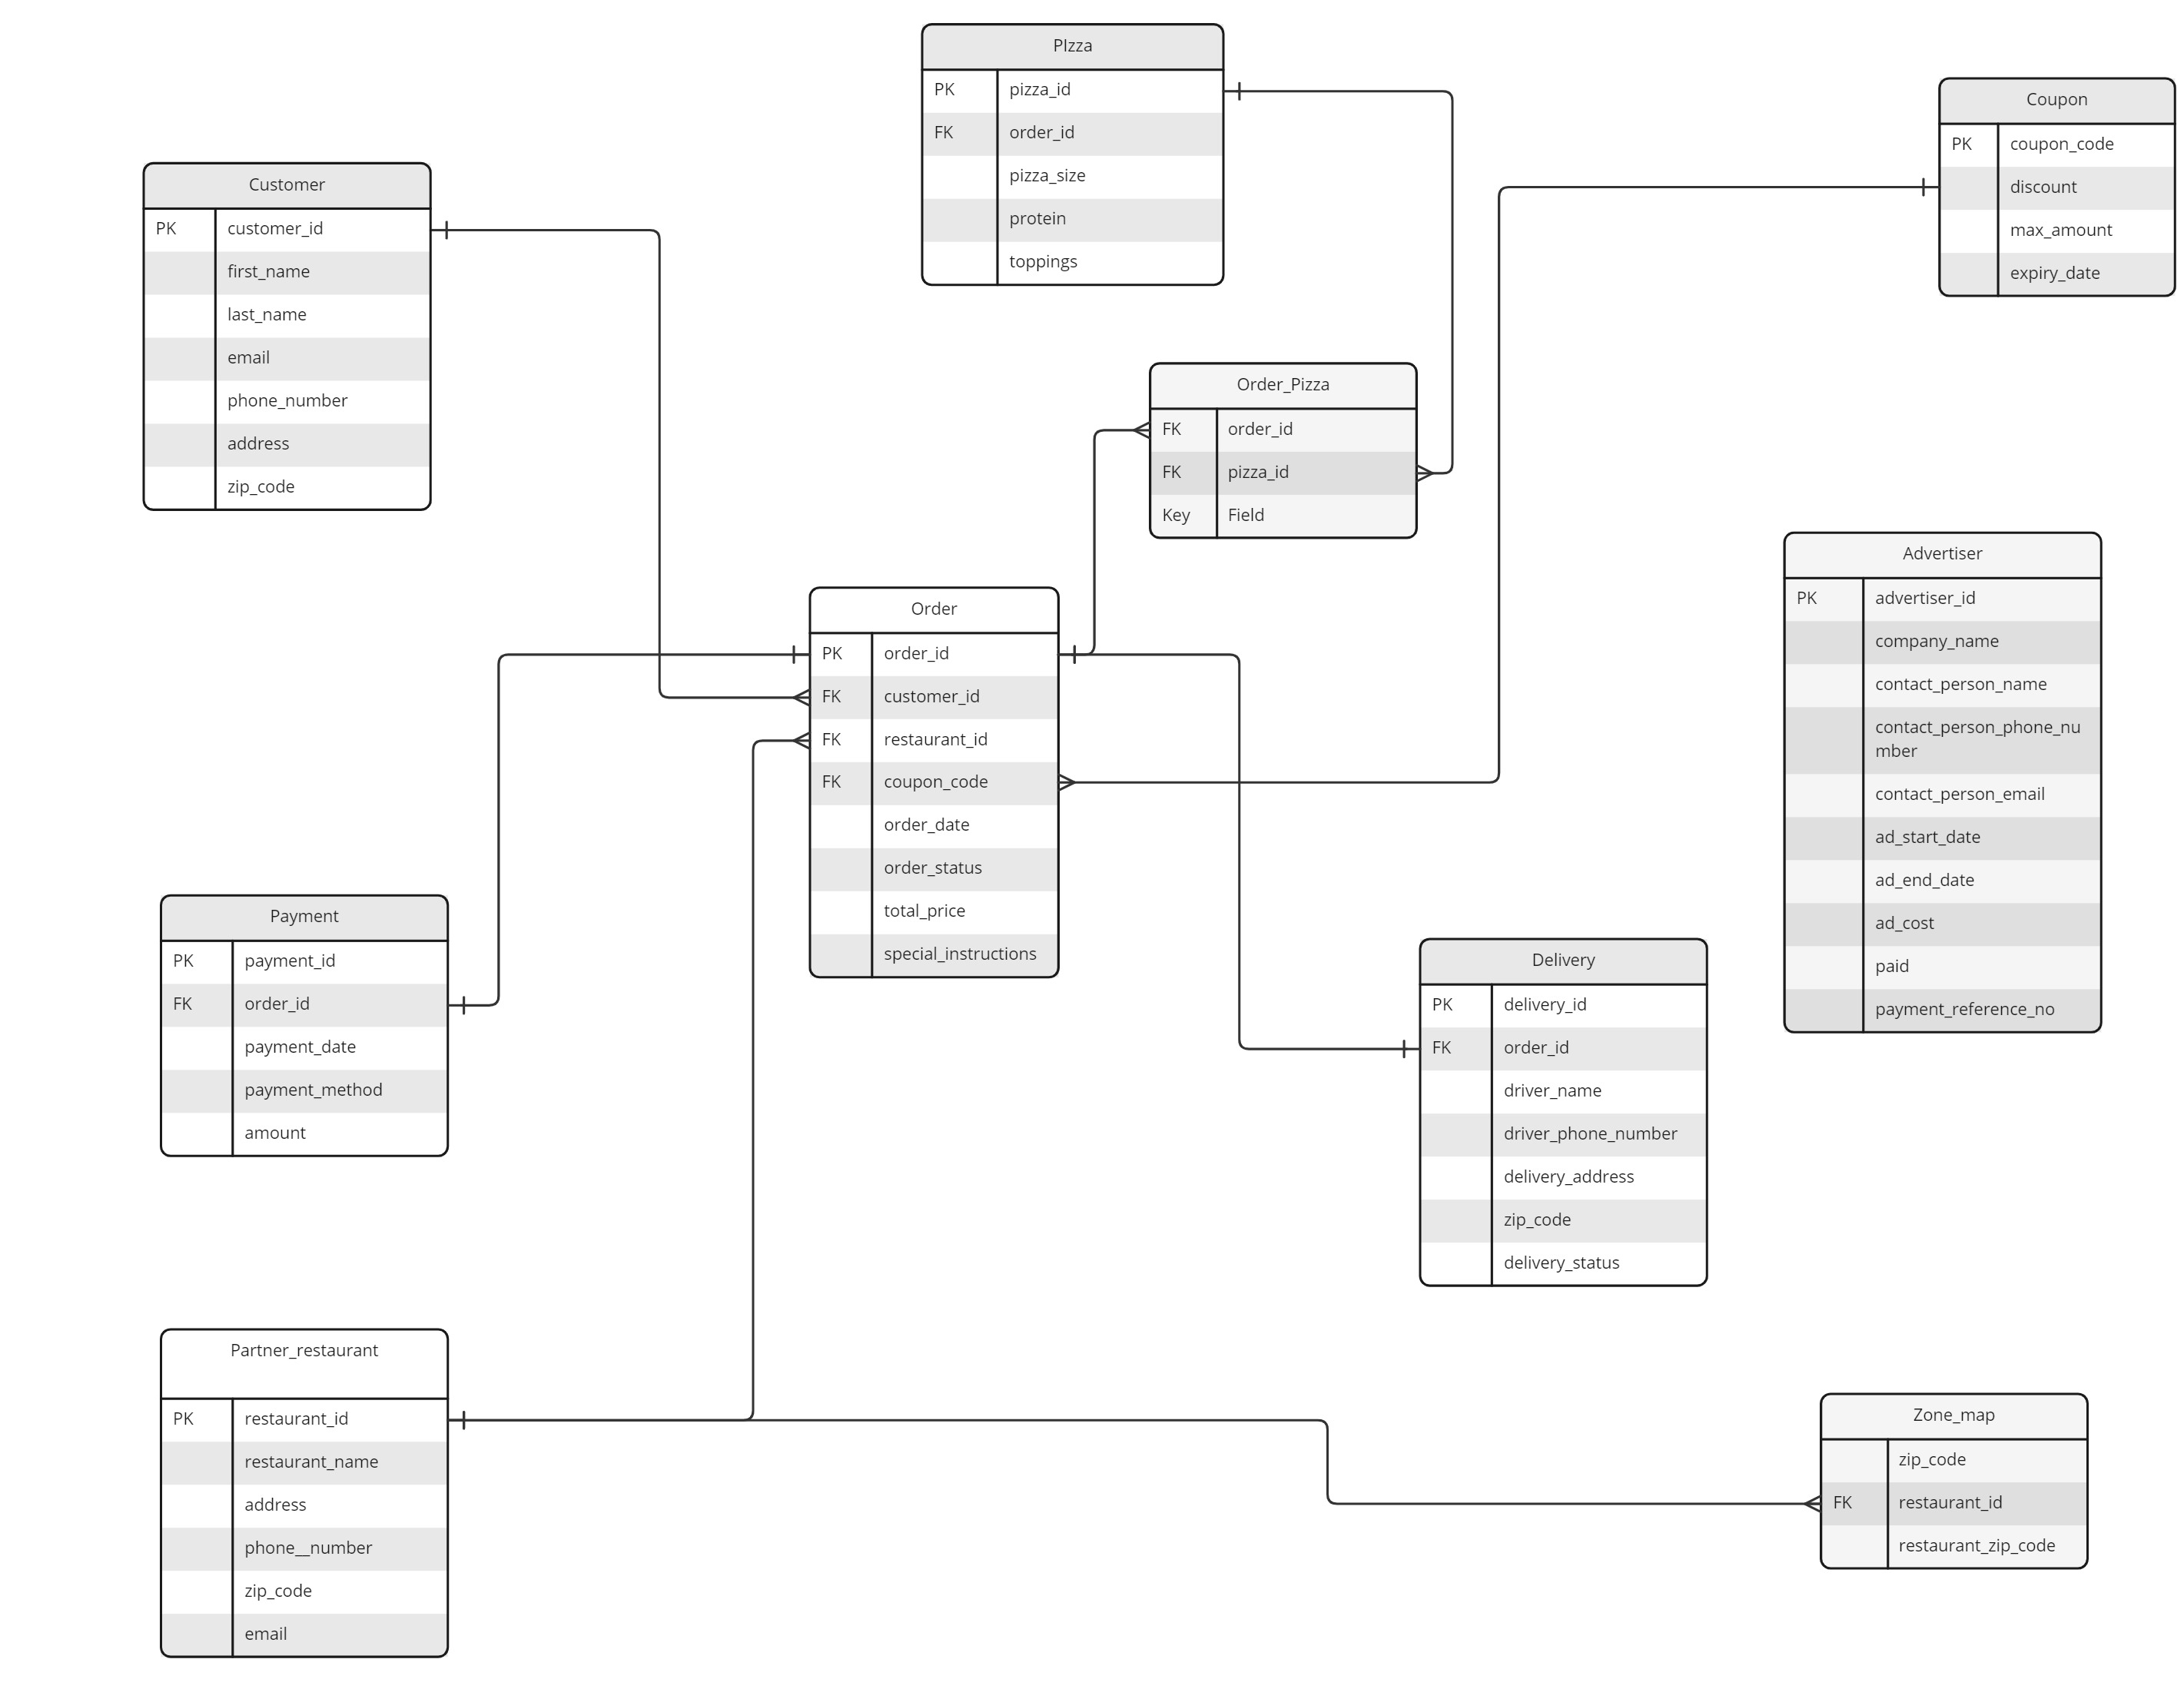 PIzza
PK pizza_id
FK order_id
pizza_size
protein
toppings
Coupon
PK coupon_code
discount
max_amount
expiry_date
Customer
PK customer_id
first_name
last_name
email
phone_number
address
zip_code
Order_Pizza
FK order_id
FK pizza_id
Key Field
Advertiser
PK advertiser_id
company_name
contact_person_name
contact_person_phone_nu
mber
contact_person_email
ad_start_date
ad_end_date
ad_cost
paid
payment_reference_no
Order
PK order_id
FK customer_id
FK restaurant_id
FK coupon_code
order_date
order_status
total_price
special_instructions
Payment
PK payment_id
FK order_id
payment_date
payment_method
amount
Delivery
PK delivery_id
FK order_id
driver_name
driver_phone_number
delivery_address
zip_code
delivery_status
Partner_restaurant
PK restaurant_id
restaurant_name
address
phone__number
zip_code
email
Zone_map
zip_code
FK restaurant_id
restaurant_zip_code